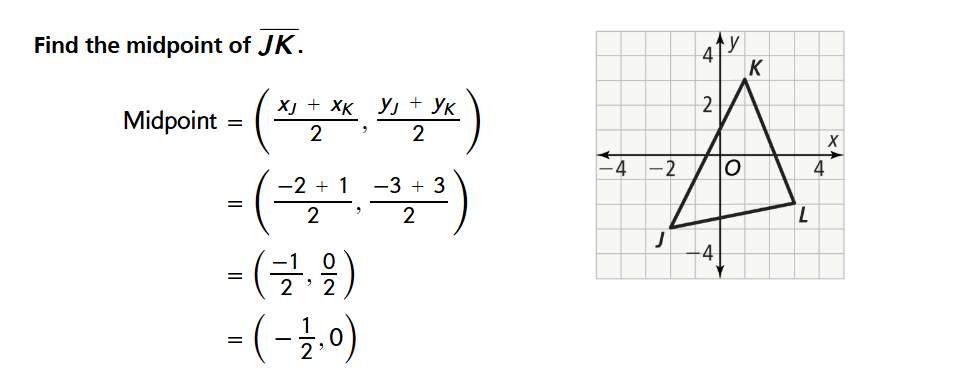 Find the midpoint of JK.
Midpoint = ( (x_J + x_K)/2 , (y_J + y_K)/2 )
= ( (−2 + 1)/2 , (−3 + 3)/2 )
= ( −1/2 , 0/2 )
= ( −1/2 , 0 )
y
4
K
2
x
−4 −2 O 4
L
J
−4